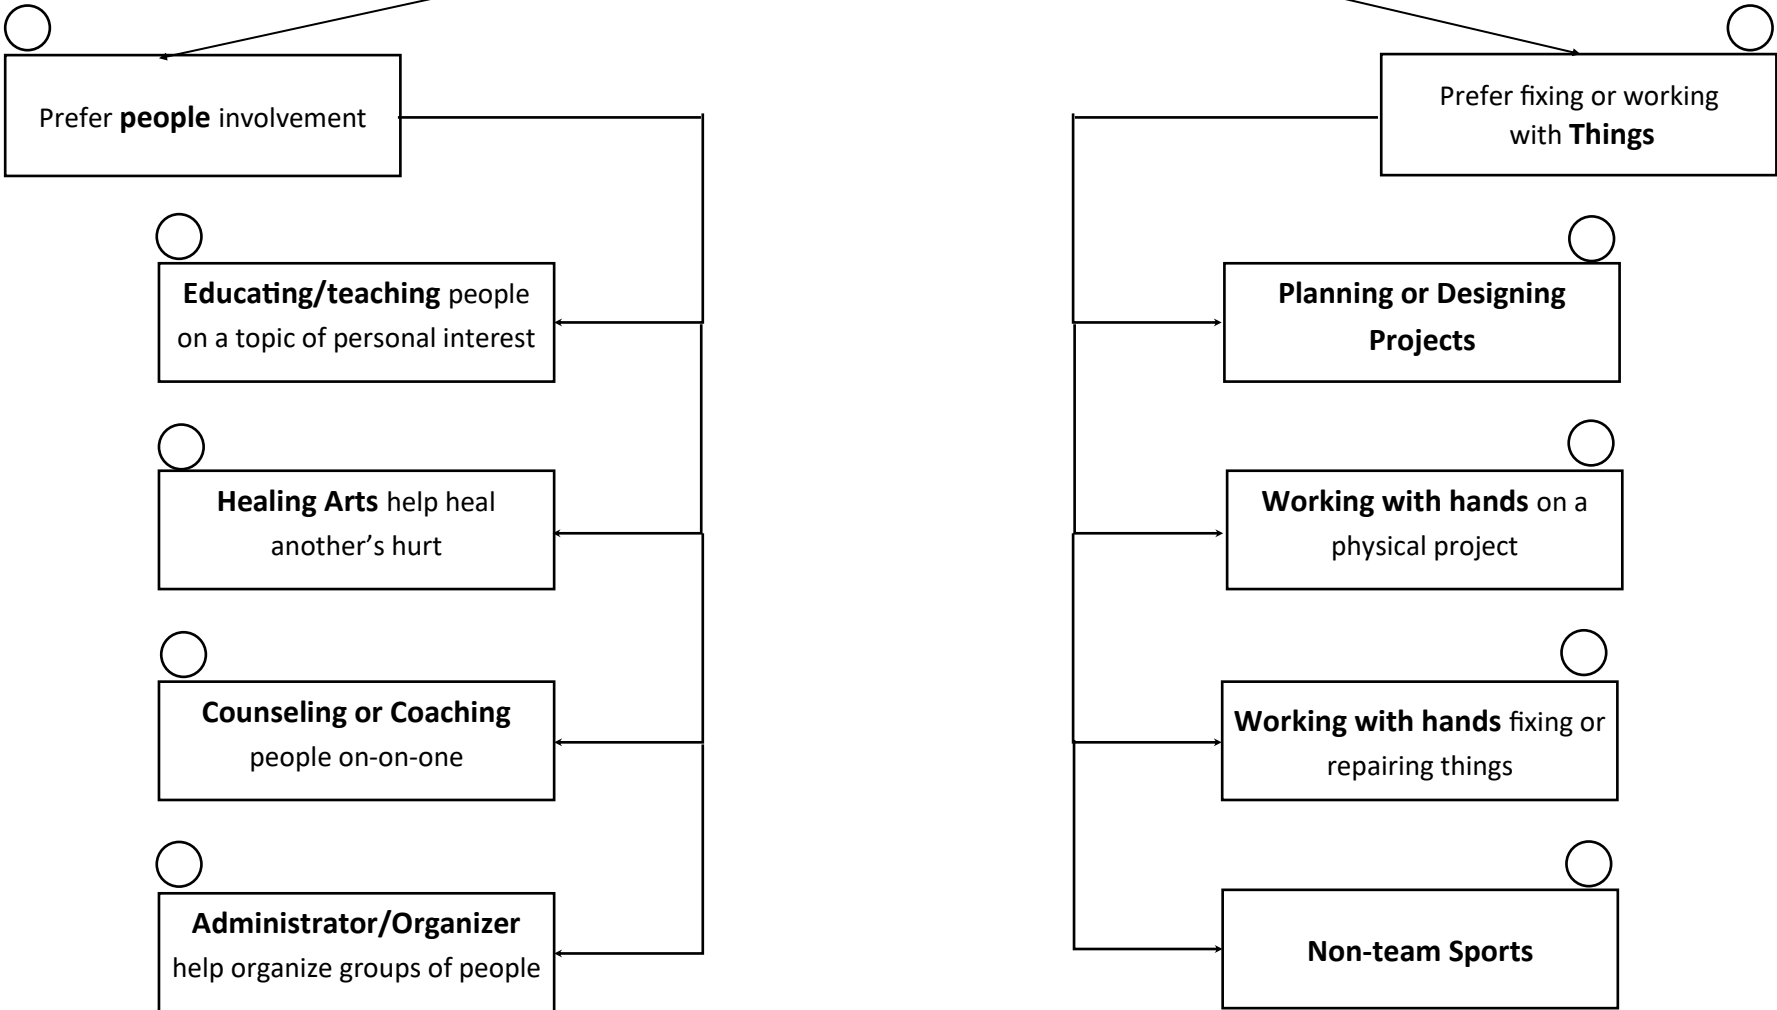 Prefer people involvement
Prefer fixing or working
with Things
Educating/teaching people
on a topic of personal interest
Planning or Designing
Projects
Healing Arts help heal
another’s hurt
Working with hands on a
physical project
Counseling or Coaching
people on-on-one
Working with hands fixing or
repairing things
Administrator/Organizer
help organize groups of people
Non-team Sports